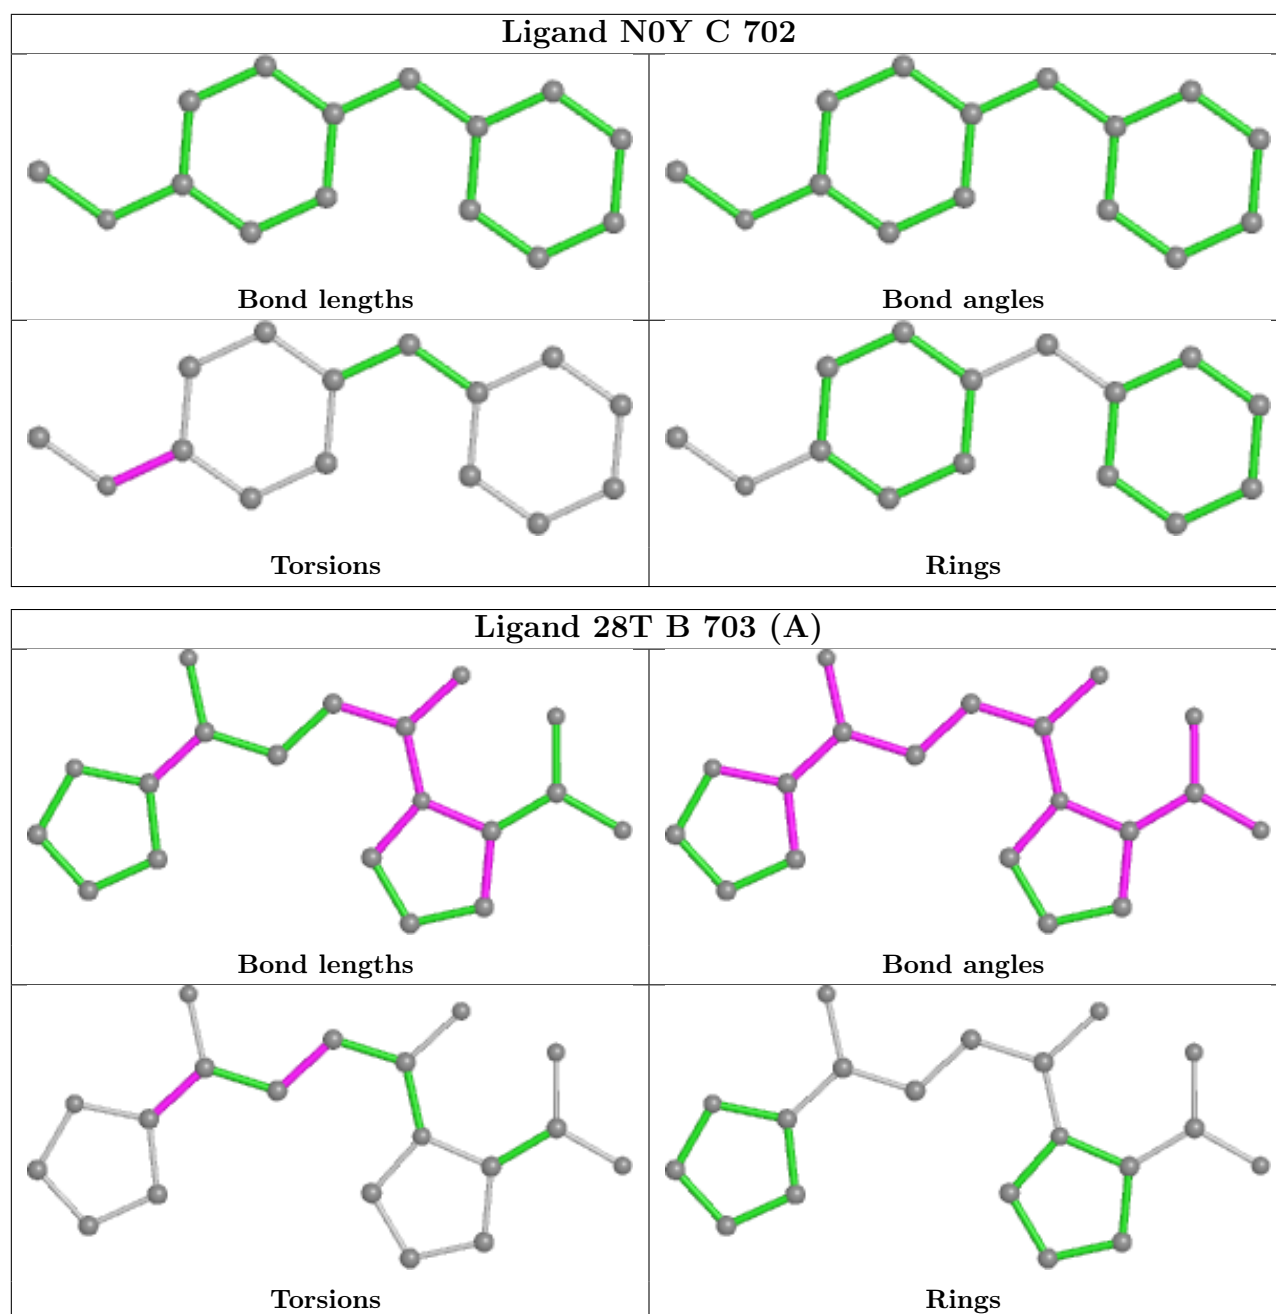 Ligand N0Y C 702
Bond lengths
Bond angles
Torsions
Rings
Ligand 28T B 703 (A)
Bond lengths
Bond angles
Torsions
Rings